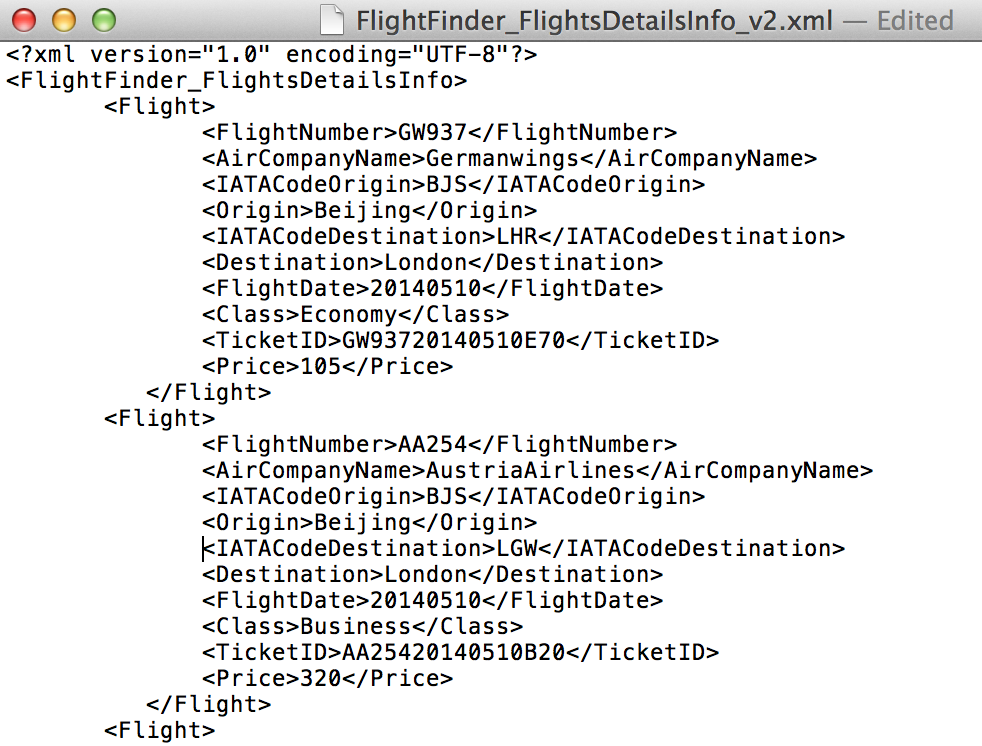 FlightFinder_FlightsDetailsInfo_v2.xml — Edited
<?xml version="1.0" encoding="UTF-8"?>
<FlightFinder_FlightsDetailsInfo>
<Flight>
<FlightNumber>GW937</FlightNumber>
<AirCompanyName>Germanwings</AirCompanyName>
<IATACodeOrigin>BJS</IATACodeOrigin>
<Origin>Beijing</Origin>
<IATACodeDestination>LHR</IATACodeDestination>
<Destination>London</Destination>
<FlightDate>20140510</FlightDate>
<Class>Economy</Class>
<TicketID>GW93720140510E70</TicketID>
<Price>105</Price>
</Flight>
<Flight>
<FlightNumber>AA254</FlightNumber>
<AirCompanyName>AustriaAirlines</AirCompanyName>
<IATACodeOrigin>BJS</IATACodeOrigin>
<Origin>Beijing</Origin>
<IATACodeDestination>LGW</IATACodeDestination>
<Destination>London</Destination>
<FlightDate>20140510</FlightDate>
<Class>Business</Class>
<TicketID>AA25420140510B20</TicketID>
<Price>320</Price>
</Flight>
<Flight>